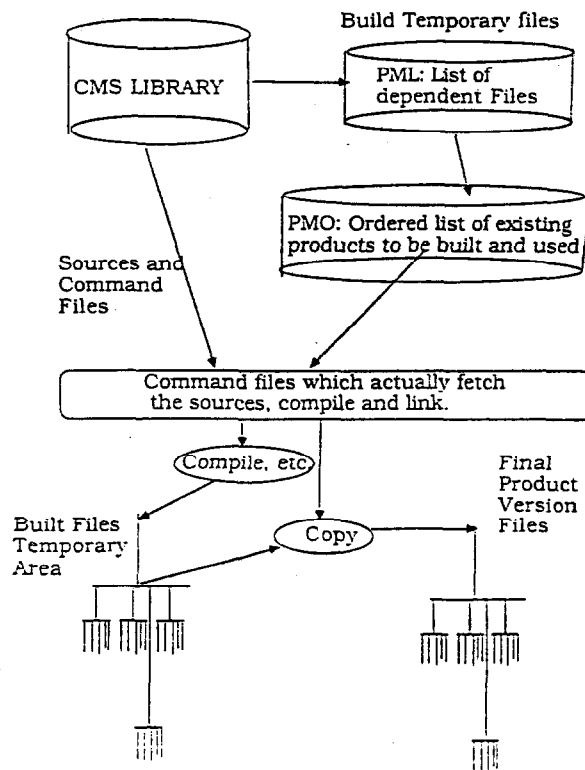 Build Temporary files
CMS LIBRARY
PML: List of
dependent Files
PMO: Ordered list of existing
products to be built and used
Sources and
Command
Files
Command files which actually fetch
the sources, compile and link.
Compile, etc.
Final
Product
Version
Files
Built Files
Temporary
Area
Copy